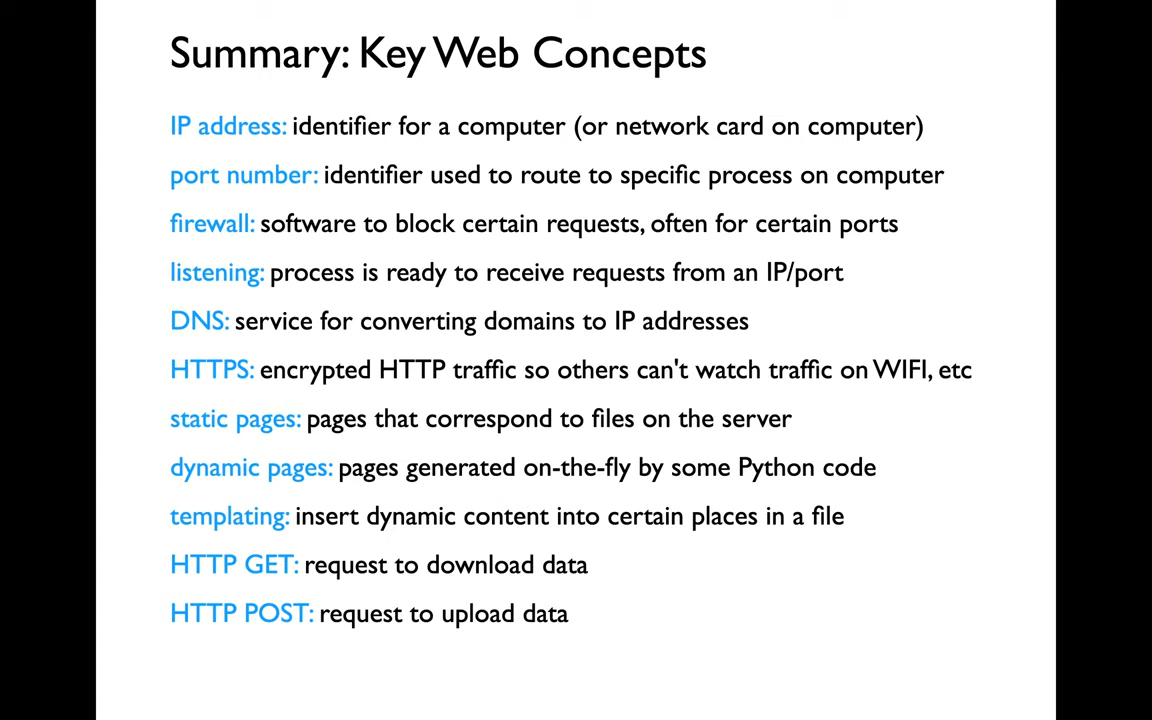 Summary: Key Web Concepts
IP address: identifier for a computer (or network card on computer)
port number: identifier used to route to specific process on computer
firewall: software to block certain requests, often for certain ports
listening: process is ready to receive requests from an IP/port
DNS: service for converting domains to IP addresses
HTTPS: encrypted HTTP traffic so others can't watch traffic on WIFI, etc
static pages: pages that correspond to files on the server
dynamic pages: pages generated on-the-fly by some Python code
templating: insert dynamic content into certain places in a file
HTTP GET: request to download data
HTTP POST: request to upload data